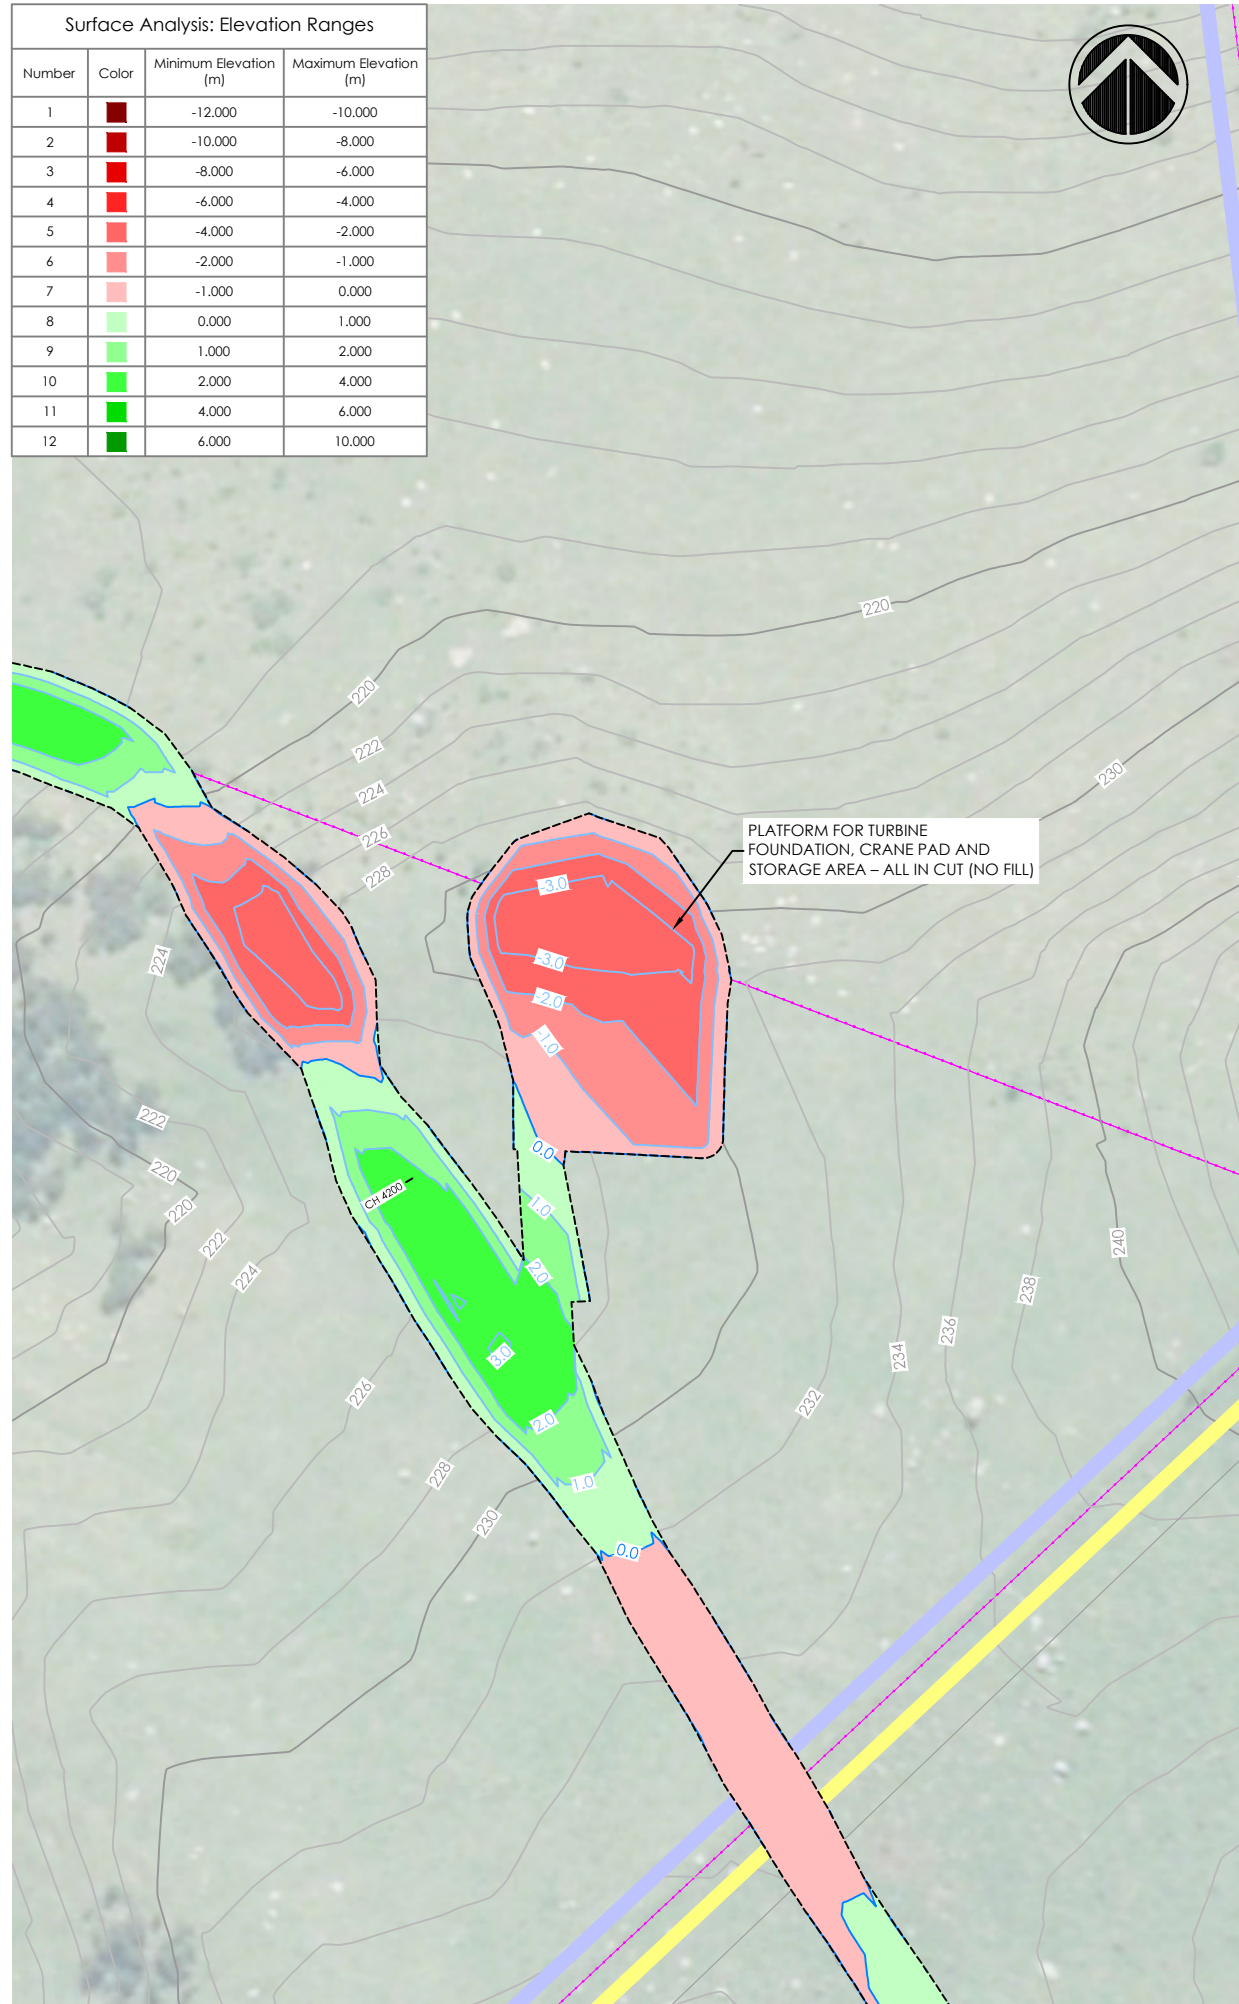 Surface Analysis: Elevation Ranges
Number Color Minimum Elevation (m) Maximum Elevation (m)
1 -12.000 -10.000
2 -10.000 -8.000
3 -8.000 -6.000
4 -6.000 -4.000
5 -4.000 -2.000
6 -2.000 -1.000
7 -1.000 0.000
8 0.000 1.000
9 1.000 2.000
10 2.000 4.000
11 4.000 6.000
12 6.000 10.000
220
220
222
224
226
228
230
PLATFORM FOR TURBINE
FOUNDATION, CRANE PAD AND
STORAGE AREA – ALL IN CUT (NO FILL)
-3.0
-3.0
-2.0
-1.0
224
222
220
220
222
224
0.0
CH 4200
1.0
2.0
3.0
2.0
1.0
0.0
226
228
230
232
234
236
238
240